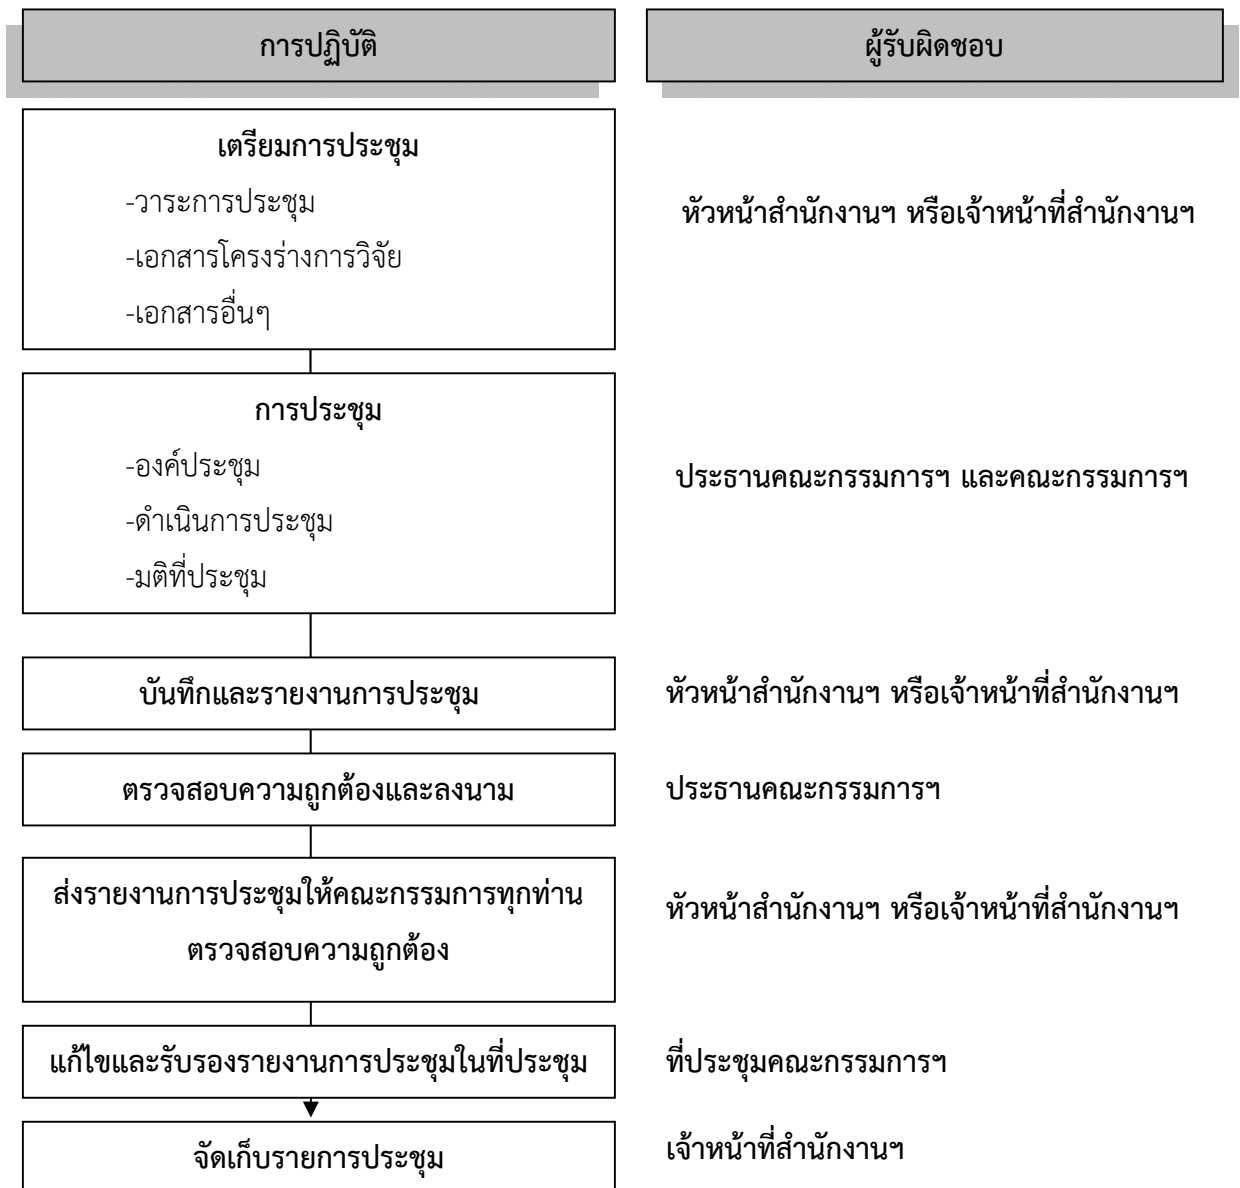 การปฏิบัติ
ผู้รับผิดชอบ
เตรียมการประชุม
-วาระการประชุม
-เอกสารโครงร่างการวิจัย
-เอกสารอื่นๆ
หัวหน้าสำนักงานฯ หรือเจ้าหน้าที่สำนักงานฯ
การประชุม
-องค์ประชุม
-ดำเนินการประชุม
-มติที่ประชุม
ประธานคณะกรรมการฯ และคณะกรรมการฯ
บันทึกและรายงานการประชุม
หัวหน้าสำนักงานฯ หรือเจ้าหน้าที่สำนักงานฯ
ตรวจสอบความถูกต้องและลงนาม
ประธานคณะกรรมการฯ
ส่งรายงานการประชุมให้คณะกรรมการทุกท่าน
ตรวจสอบความถูกต้อง
หัวหน้าสำนักงานฯ หรือเจ้าหน้าที่สำนักงานฯ
แก้ไขและรับรองรายงานการประชุมในที่ประชุม
ที่ประชุมคณะกรรมการฯ
จัดเก็บรายการประชุม
เจ้าหน้าที่สำนักงานฯ